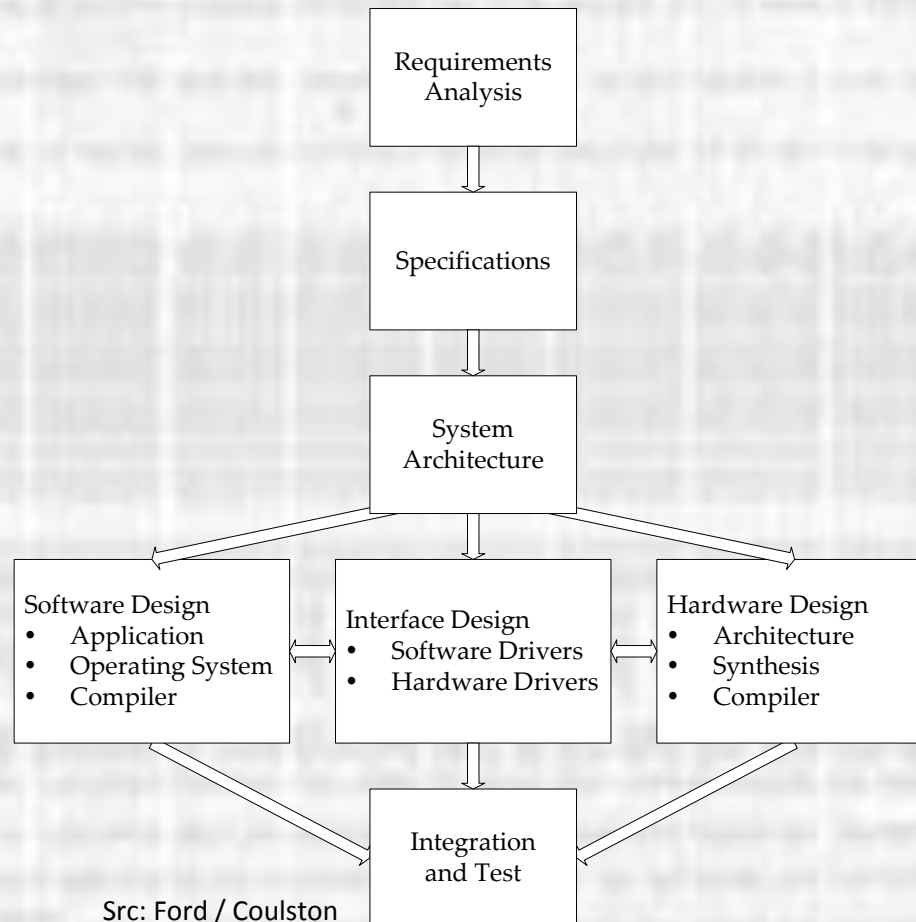 Requirements
Analysis
Specifications
System
Architecture
Software Design
• Application
• Operating System
• Compiler
Interface Design
• Software Drivers
• Hardware Drivers
Hardware Design
• Architecture
• Synthesis
• Compiler
Integration
and Test
Src: Ford / Coulston